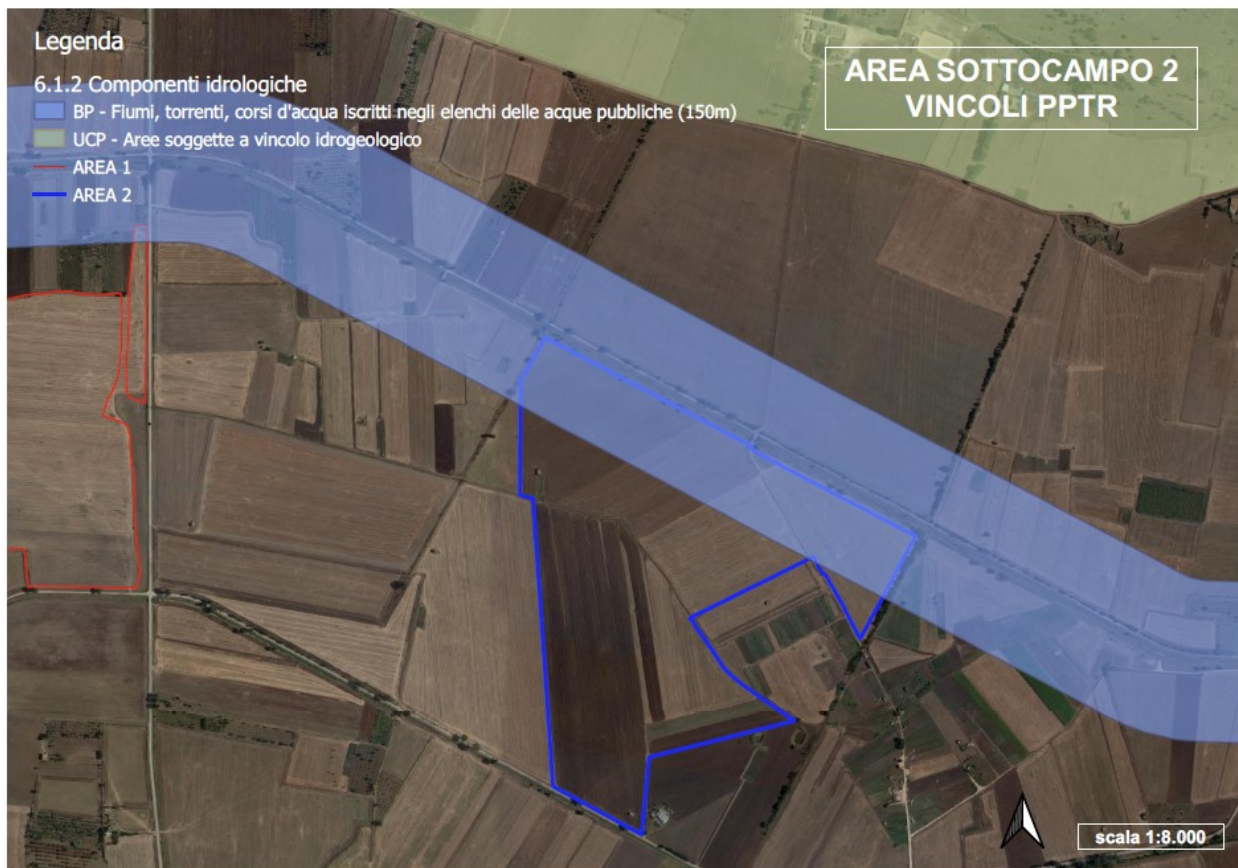 Legenda
6.1.2 Componenti idrologiche
BP - Fiumi, torrenti, corsi d'acqua iscritti negli elenchi delle acque pubbliche (150m)
UCP - Aree soggette a vincolo idrogeologico
AREA 1
AREA 2
AREA SOTTOCAMPO 2
VINCOLI PPTR
scala 1:8.000